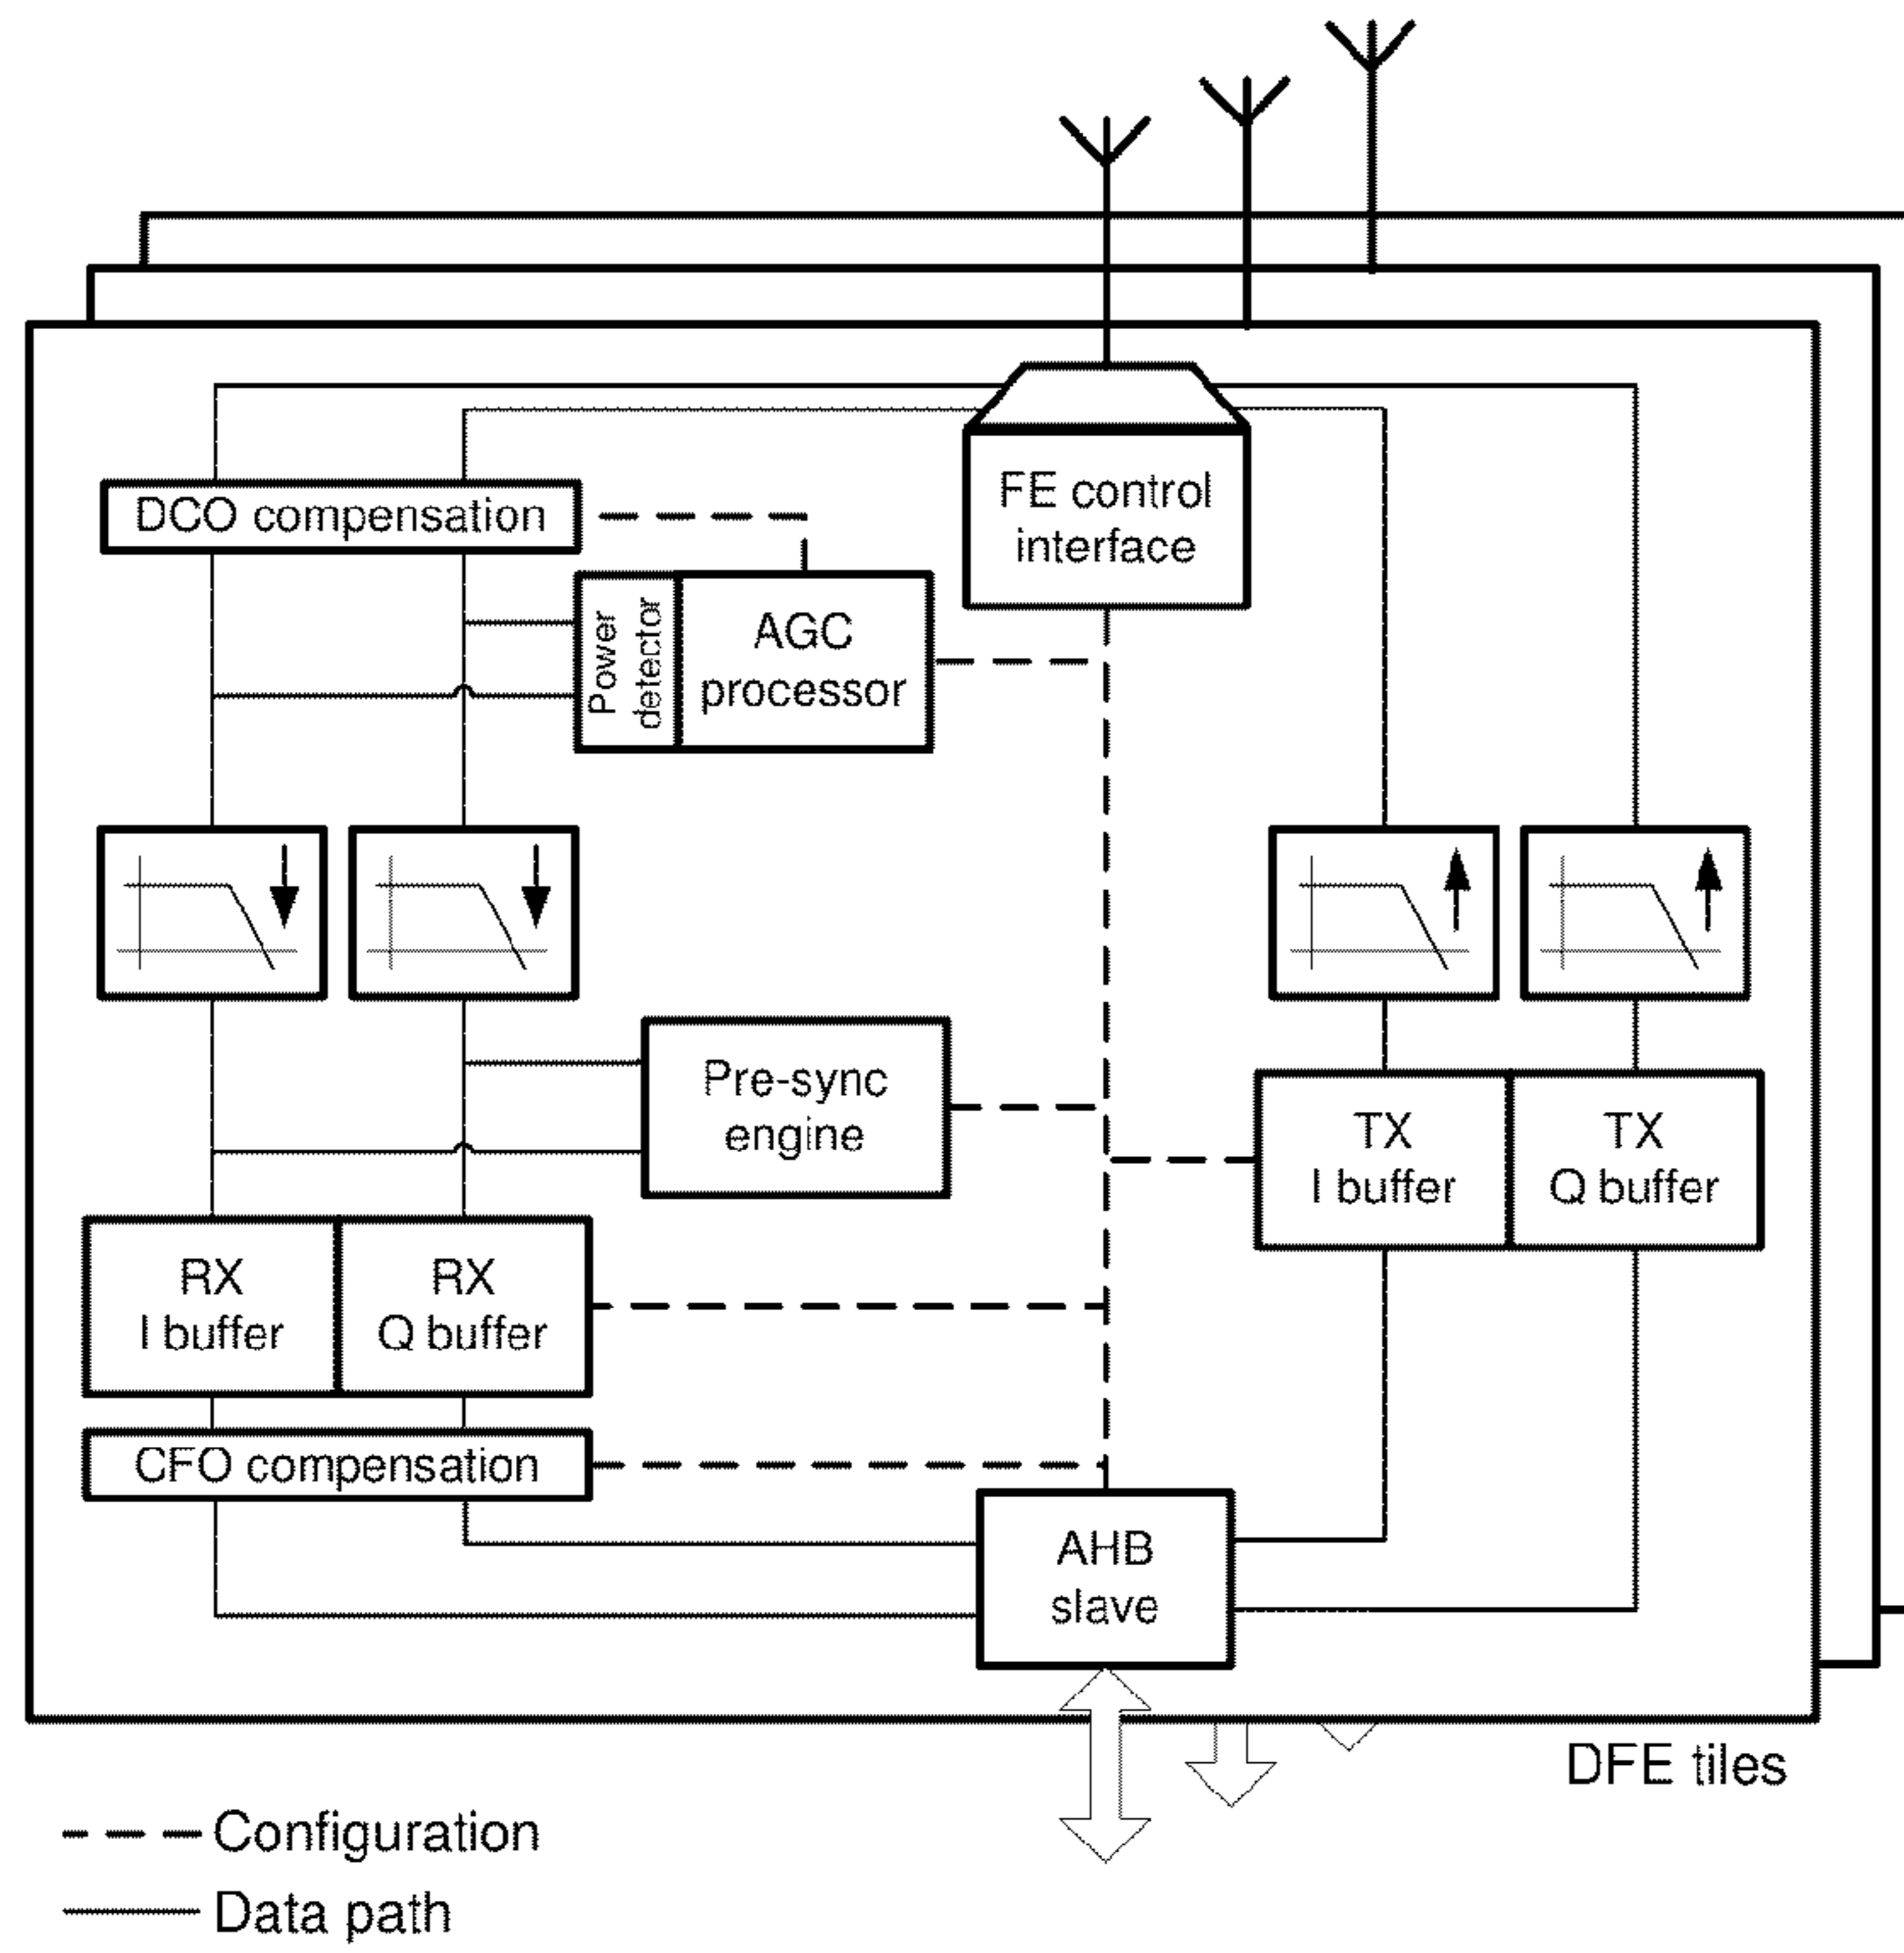 FE control
interface
DCO compensation
Power
detector
AGC
processor
Pre-sync
engine
TX
I buffer
TX
Q buffer
RX
I buffer
RX
Q buffer
CFO compensation
AHB
slave
DFE tiles
Configuration
Data path